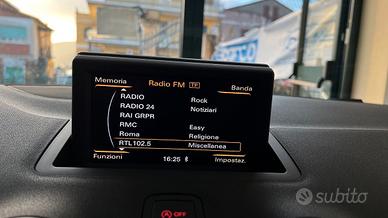 Memoria Radio FM TP Banda
RADIO Rock
RADIO 24 Notiziari
RAI GRPR
RMC Easy
Roma Religione
RTL102.5 Miscellanea
Funzioni 16:25 Impostaz.
OFF
subito